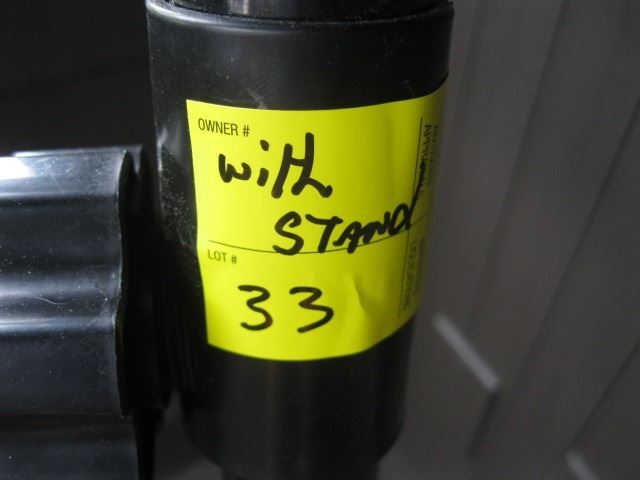 OWNER #
with
STAND
LOT #
33